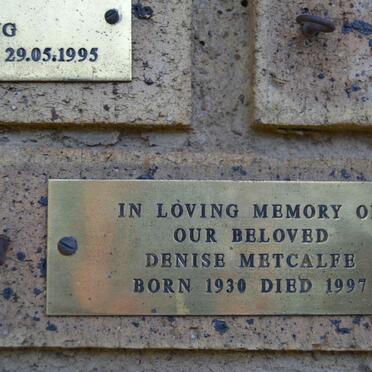 29.05.1995
IN LOVING MEMORY
OUR BELOVED
DENISE METCALFE
BORN 1930 DIED 1997